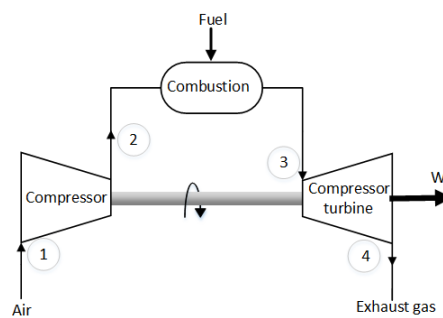 Fuel
Combustion
2
3
W
Compressor
Compressor
turbine
1
4
Air
Exhaust gas